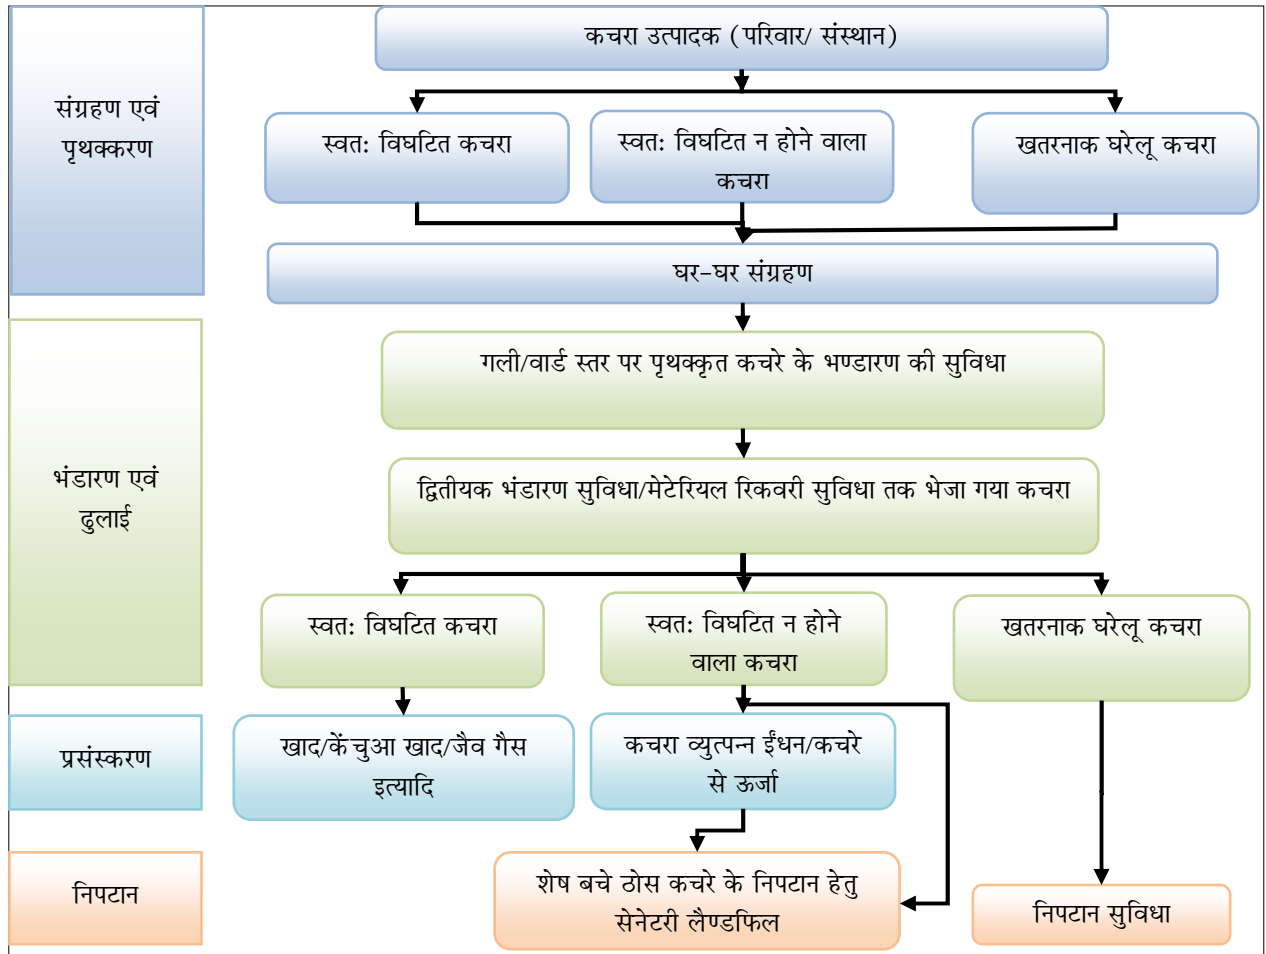 कचरा उत्पादक (परिवार/ संस्थान)
संग्रहण एवं
पृथक्करण
स्वत: विघटित कचरा
स्वत: विघटित न होने वाला
कचरा
खतरनाक घरेलू कचरा
घर-घर संग्रहण
गली/वार्ड स्तर पर पृथक्कृत कचरे के भण्डारण की सुविधा
भंडारण एवं
ढुलाई
द्वितीयक भंडारण सुविधा/मेटेरियल रिकवरी सुविधा तक भेजा गया कचरा
स्वत: विघटित कचरा
स्वत: विघटित न होने
वाला कचरा
खतरनाक घरेलू कचरा
प्रसंस्करण
खाद/केंचुआ खाद/जैव गैस
इत्यादि
कचरा व्युत्पन्न ईंधन/कचरे
से ऊर्जा
निपटान
शेष बचे ठोस कचरे के निपटान हेतु
सेनेटरी लैण्डफिल
निपटान सुविधा